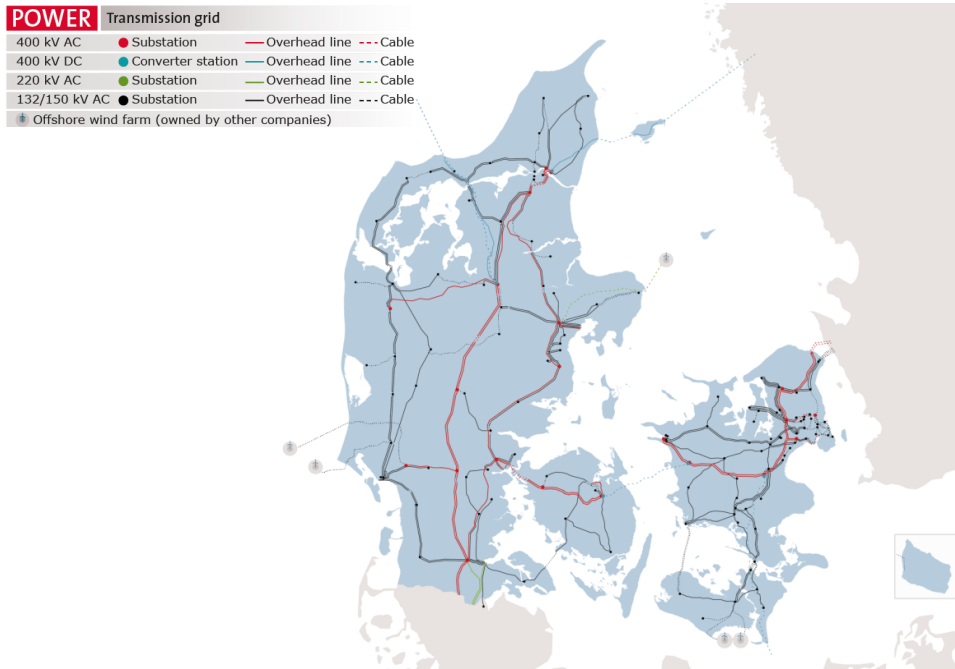 POWER Transmission grid
400 kV AC Substation Overhead line Cable
400 kV DC Converter station Overhead line Cable
220 kV AC Substation Overhead line Cable
132/150 kV AC Substation Overhead line Cable
Offshore wind farm (owned by other companies)